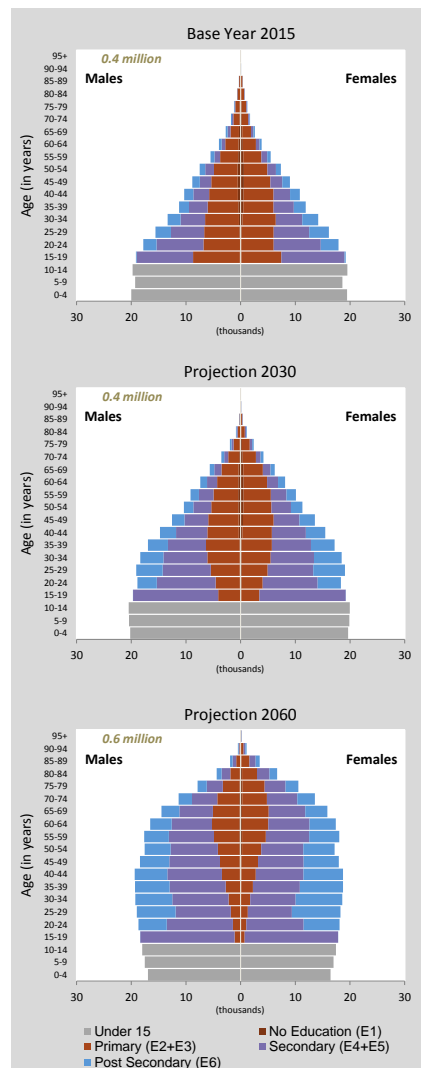 Base Year 2015
95+
0.4 million
90-94
85-89
Males
Females
80-84
75-79
70-74
65-69
60-64
55-59
50-54
45-49
40-44
35-39
30-34
25-29
20-24
15-19
10-14
5-9
0-4
Age (in years)
30 20 10 0 10 20 30
(thousands)
Projection 2030
95+
0.4 million
90-94
85-89
Males
Females
80-84
75-79
70-74
65-69
60-64
55-59
50-54
45-49
40-44
35-39
30-34
25-29
20-24
15-19
10-14
5-9
0-4
Age (in years)
30 20 10 0 10 20 30
(thousands)
Projection 2060
95+
0.6 million
90-94
85-89
Males
Females
80-84
75-79
70-74
65-69
60-64
55-59
50-54
45-49
40-44
35-39
30-34
25-29
20-24
15-19
10-14
5-9
0-4
Age (in years)
30 20 10 0 10 20 30
(thousands)
Under 15 No Education (E1)
Primary (E2+E3) Secondary (E4+E5)
Post Secondary (E6)